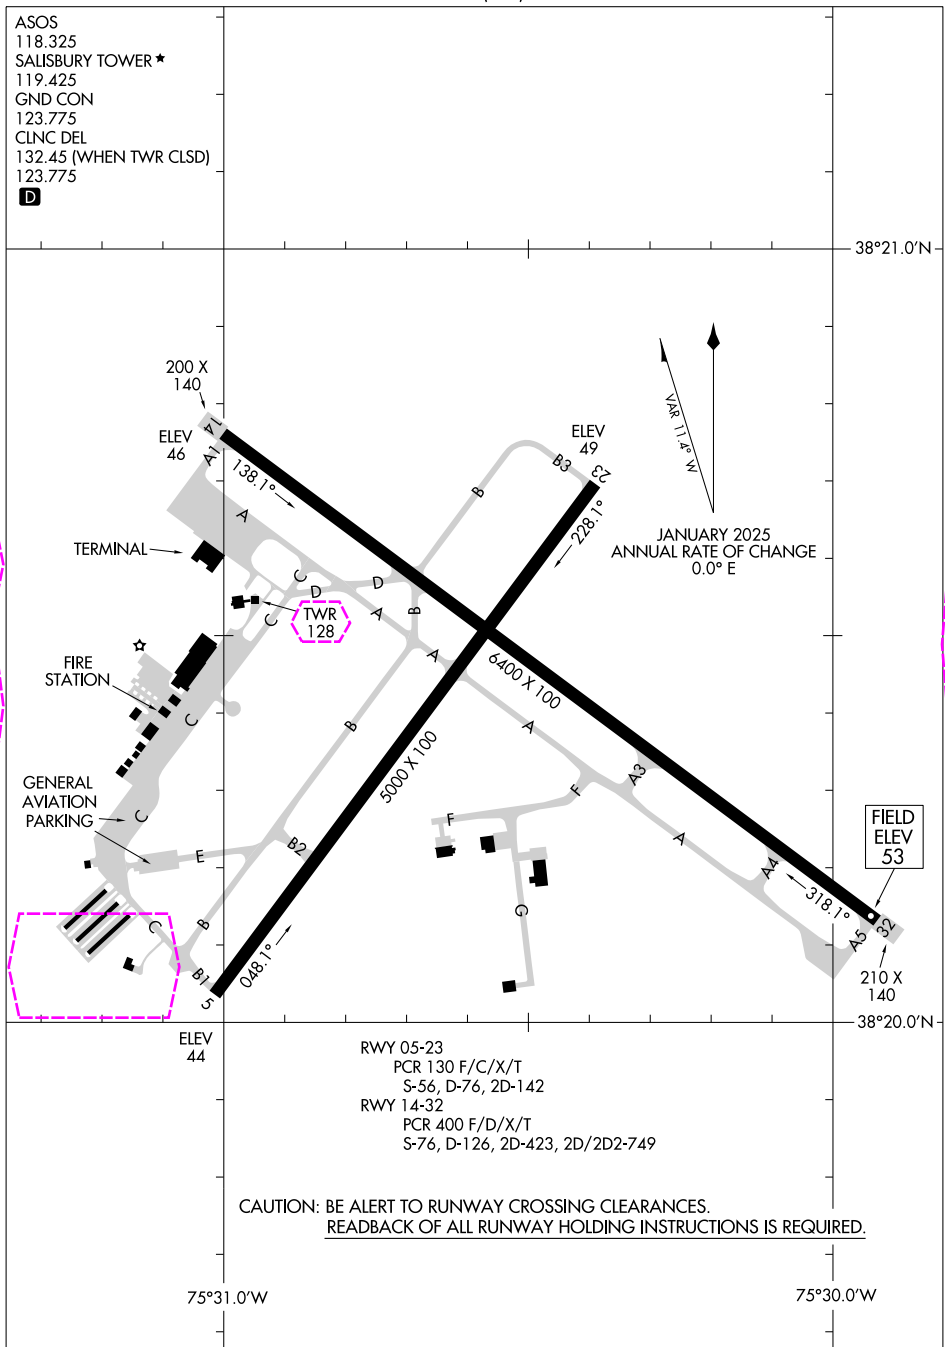 ASOS
118.325
SALISBURY TOWER★
119.425
GND CON
123.775
CLNC DEL
132.45 (WHEN TWR CLSD)
123.775
D
38°21.0'N
200 X
140
14
ELEV
46
A1
138.1°
A
ELEV
49
B3
23
B
228.1°
VAR 11.4° W
JANUARY 2025
ANNUAL RATE OF CHANGE
0.0° E
TERMINAL
C
D
D
C
A
B
TWR
128
A
6400 X 100
FIRE
STATION
C
B
A
5000 X 100
A3
F
GENERAL
AVIATION
PARKING
C
F
FIELD
ELEV
53
E
B2
A
A4
318.1°
G
C
B
A5
32
048.1°
B1
5
210 X
140
38°20.0'N
ELEV
44
RWY 05-23
PCR 130 F/C/X/T
S-56, D-76, 2D-142
RWY 14-32
PCR 400 F/D/X/T
S-76, D-126, 2D-423, 2D/2D2-749
CAUTION: BE ALERT TO RUNWAY CROSSING CLEARANCES.
READBACK OF ALL RUNWAY HOLDING INSTRUCTIONS IS REQUIRED.
75°31.0'W
75°30.0'W